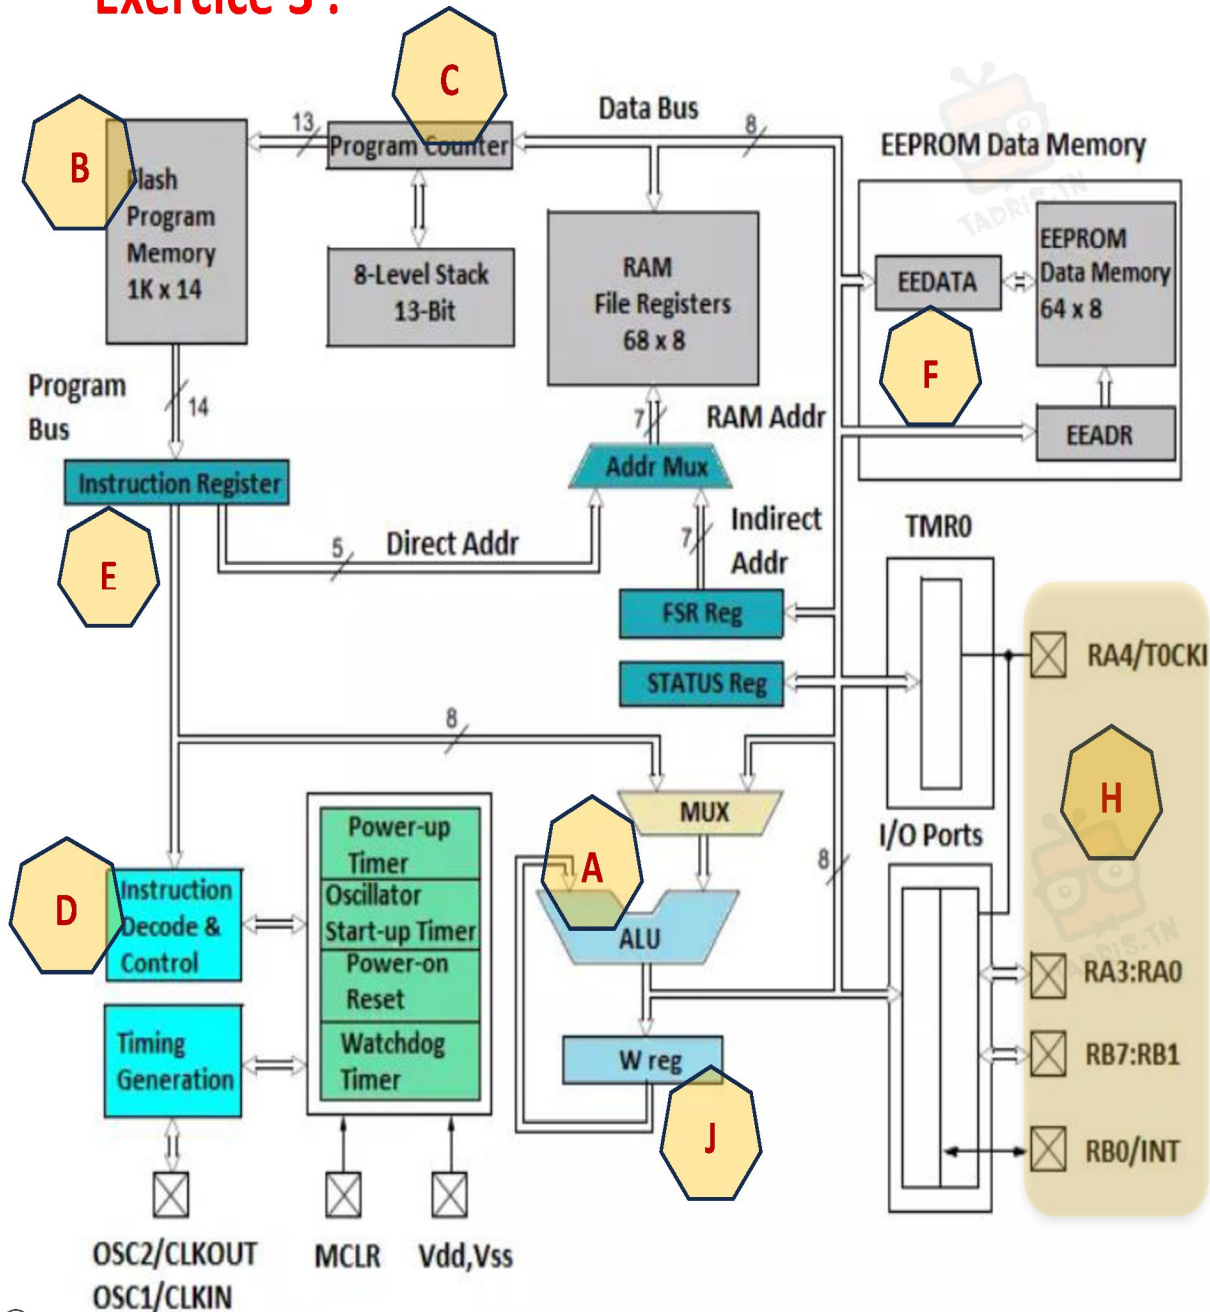 Exercice 3 :
C
Data Bus
13
Program Counter
8
EEPROM Data Memory
TADRIS.TN
B
Flash
Program
Memory
1K x 14
8-Level Stack
13-Bit
RAM
File Registers
68 x 8
EEDATA
EEPROM
Data Memory
64 x 8
F
Program
Bus
14
7
RAM Addr
EEADR
Instruction Register
Addr Mux
E
5
Direct Addr
7
Indirect
Addr
TMR0
FSR Reg
STATUS Reg
RA4/T0CKI
8
H
MUX
I/O Ports
8
A
ALU
Power-up
Timer
Oscillator
Start-up Timer
Power-on
Reset
Watchdog
Timer
D
Instruction
Decode &
Control
Timing
Generation
TADRIS.TN
RA3:RA0
RB7:RB1
RB0/INT
W reg
J
OSC2/CLKOUT
OSC1/CLKIN
MCLR
Vdd,Vss